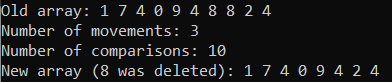 Old array: 1 7 4 0 9 4 8 8 2 4
Number of movements: 3
Number of comparisons: 10
New array (8 was deleted): 1 7 4 0 9 4 2 4